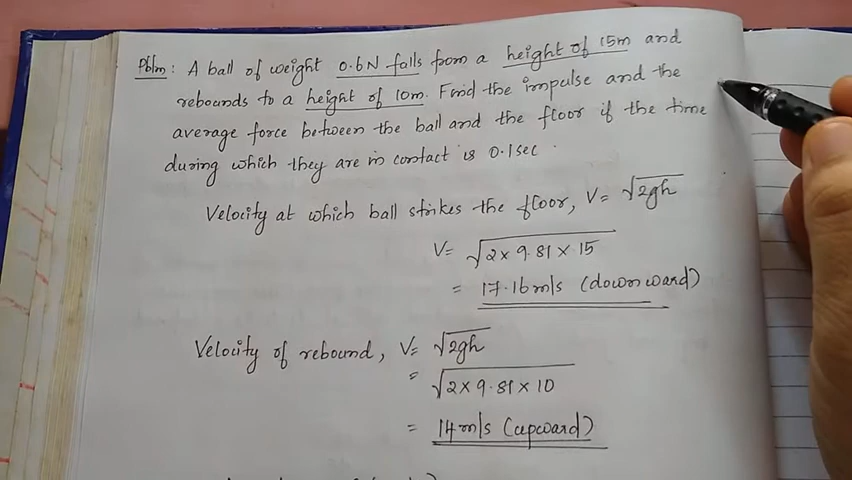 Pblm: A ball of weight 0.6N falls from a height of 15m and
rebounds to a height of 10m. Find the impulse and the
average force between the ball and the floor if the time
during which they are in contact is 0.1sec.
Velocity at which ball strikes the floor, V= √2gh
V= √2×9.81×15
= 17.16m/s (downward)
Velocity of rebound, V= √2gh
= √2×9.81×10
= 14m/s (upward)